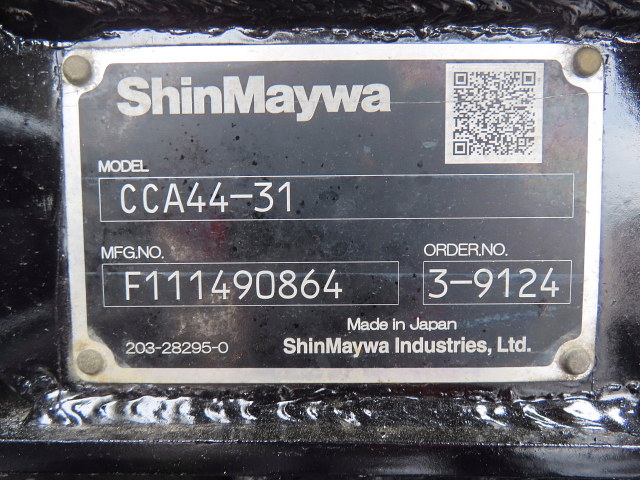 ShinMaywa
MODEL
CCA44-31
MFG.NO. ORDER.NO.
F111490864 3-9124
Made in Japan
203-28295-0 ShinMaywa Industries, Ltd.